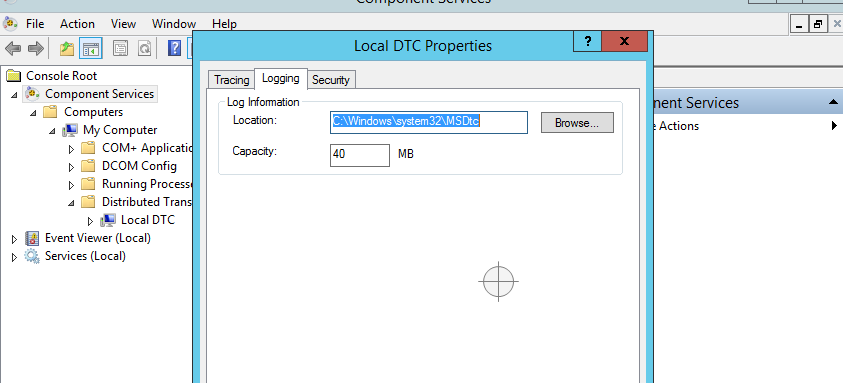 Component Services
File Action View Window Help
Local DTC Properties
?
x
Console Root
Component Services
Computers
My Computer
COM+ Applicatio
DCOM Config
Running Processe
Distributed Trans
Local DTC
Event Viewer (Local)
Services (Local)
Tracing Logging Security
Log Information
Location: C:\Windows\system32\MSDtc Browse...
Capacity: 40 MB
nent Services
e Actions